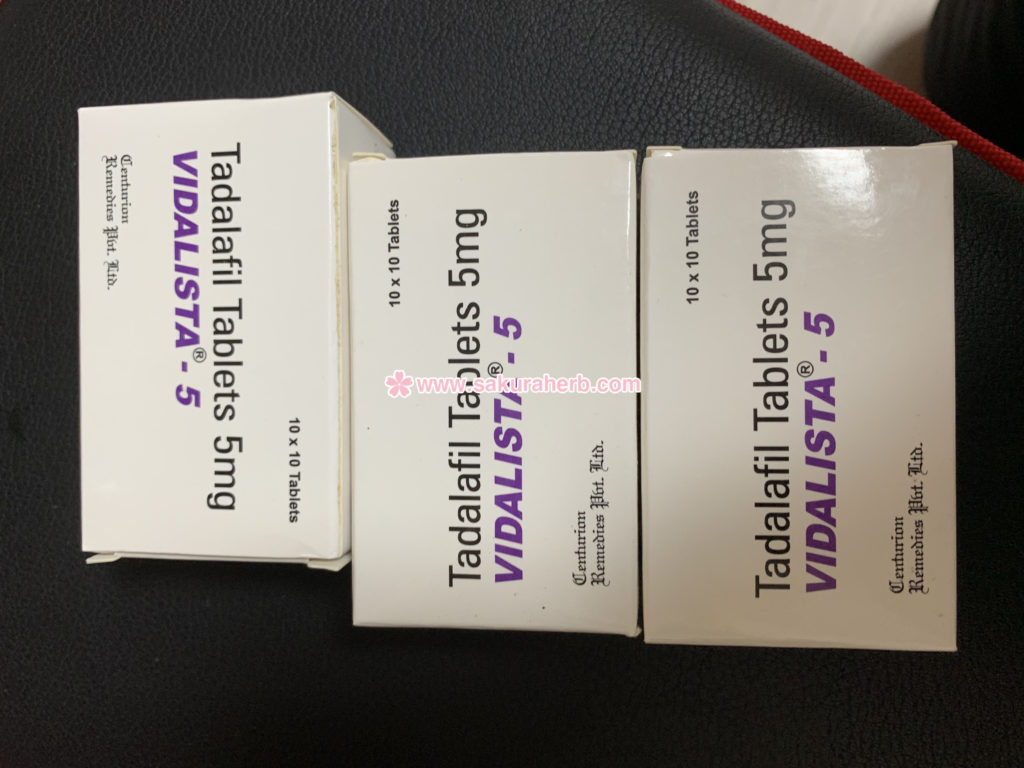 Tadalafil Tablets 5mg
VIDALISTA® - 5
Centurion
Remedies Pvt. Ltd.
10 x 10 Tablets
10 x 10 Tablets
Tadalafil Tablets 5mg
VIDALISTA® - 5
Centurion
Remedies Pvt. Ltd.
10 x 10 Tablets
Tadalafil Tablets 5mg
VIDALISTA® - 5
Centurion
Remedies Pvt. Ltd.
www.sakuraherb.com